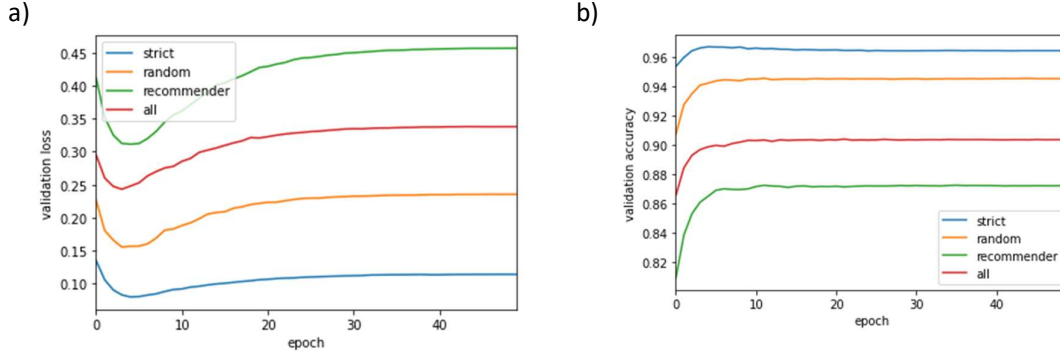 a)
0.45
0.40
0.35
0.30
0.25
0.20
0.15
0.10
validation loss
strict
random
recommender
all
0 10 20 30 40
epoch
b)
0.96
0.94
0.92
0.90
0.88
0.86
0.84
0.82
validation accuracy
strict
random
recommender
all
0 10 20 30 40
epoch